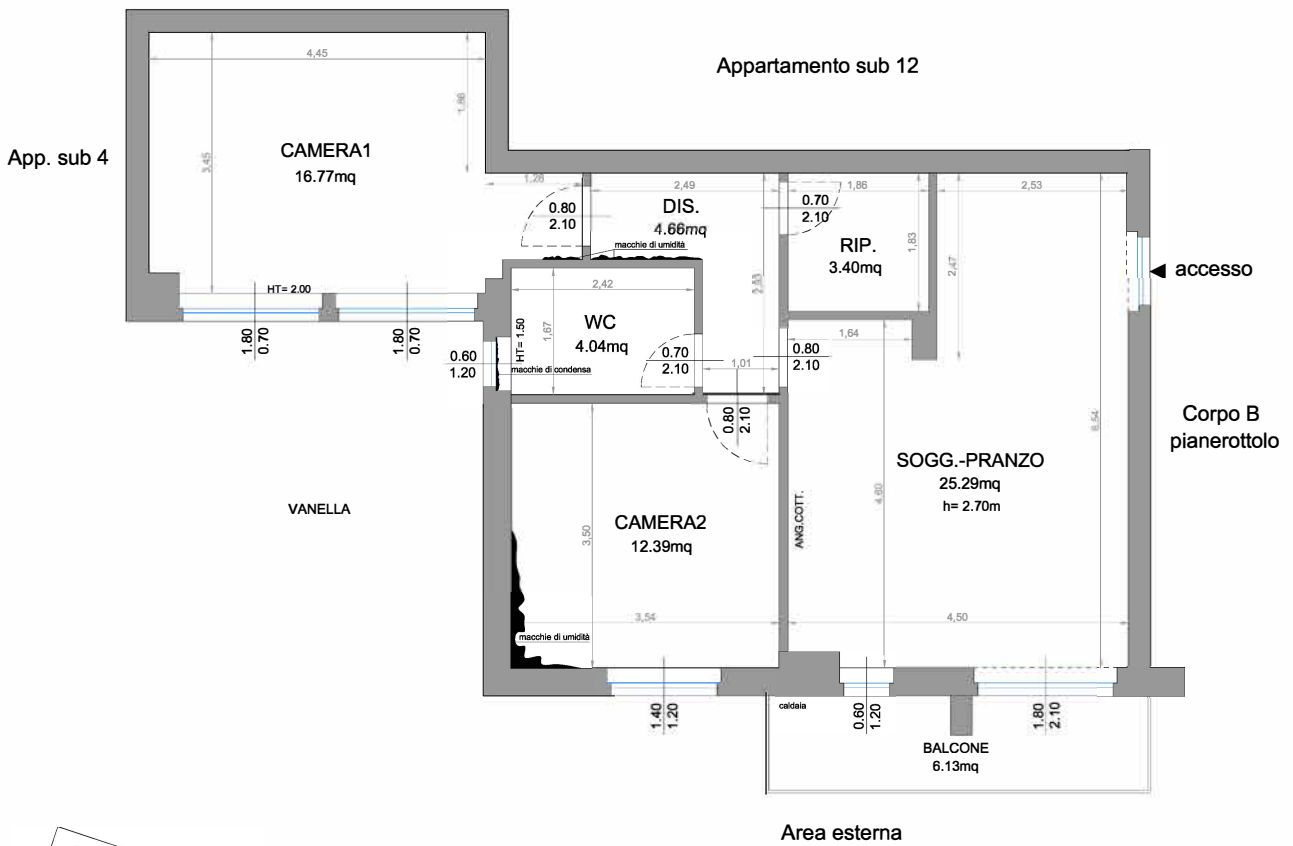 4,45
Appartamento sub 12
1,86
App. sub 4
3,45
CAMERA1
16.77mq
1,28
2,49
1,86
2,53
0.80
2.10
DIS.
4.66mq
0.70
2.10
macchie di umidità
RIP.
3.40mq
1,83
2,47
accesso
HT= 2.00
2,42
WC
4.04mq
1,67
HT= 1.50
macchie di condensa
1.80
0.70
1.80
0.70
0.60
1.20
0.70
2.10
1,01
0.80
2.10
1,64
0.80
2.10
Corpo B
pianerottolo
6,54
SOGG.-PRANZO
25.29mq
h= 2.70m
4,60
ANG.COTT.
VANELLA
CAMERA2
12.39mq
3,50
3,54
4,50
macchie di umidità
1.40
1.20
caldaia
0.60
1.20
1.80
2.10
BALCONE
6.13mq
Area esterna